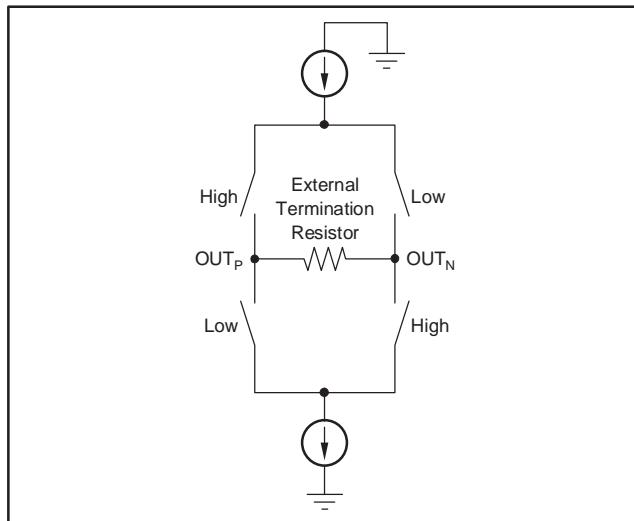 High
External
Termination
Resistor
Low
OUTP
OUTN
Low
High